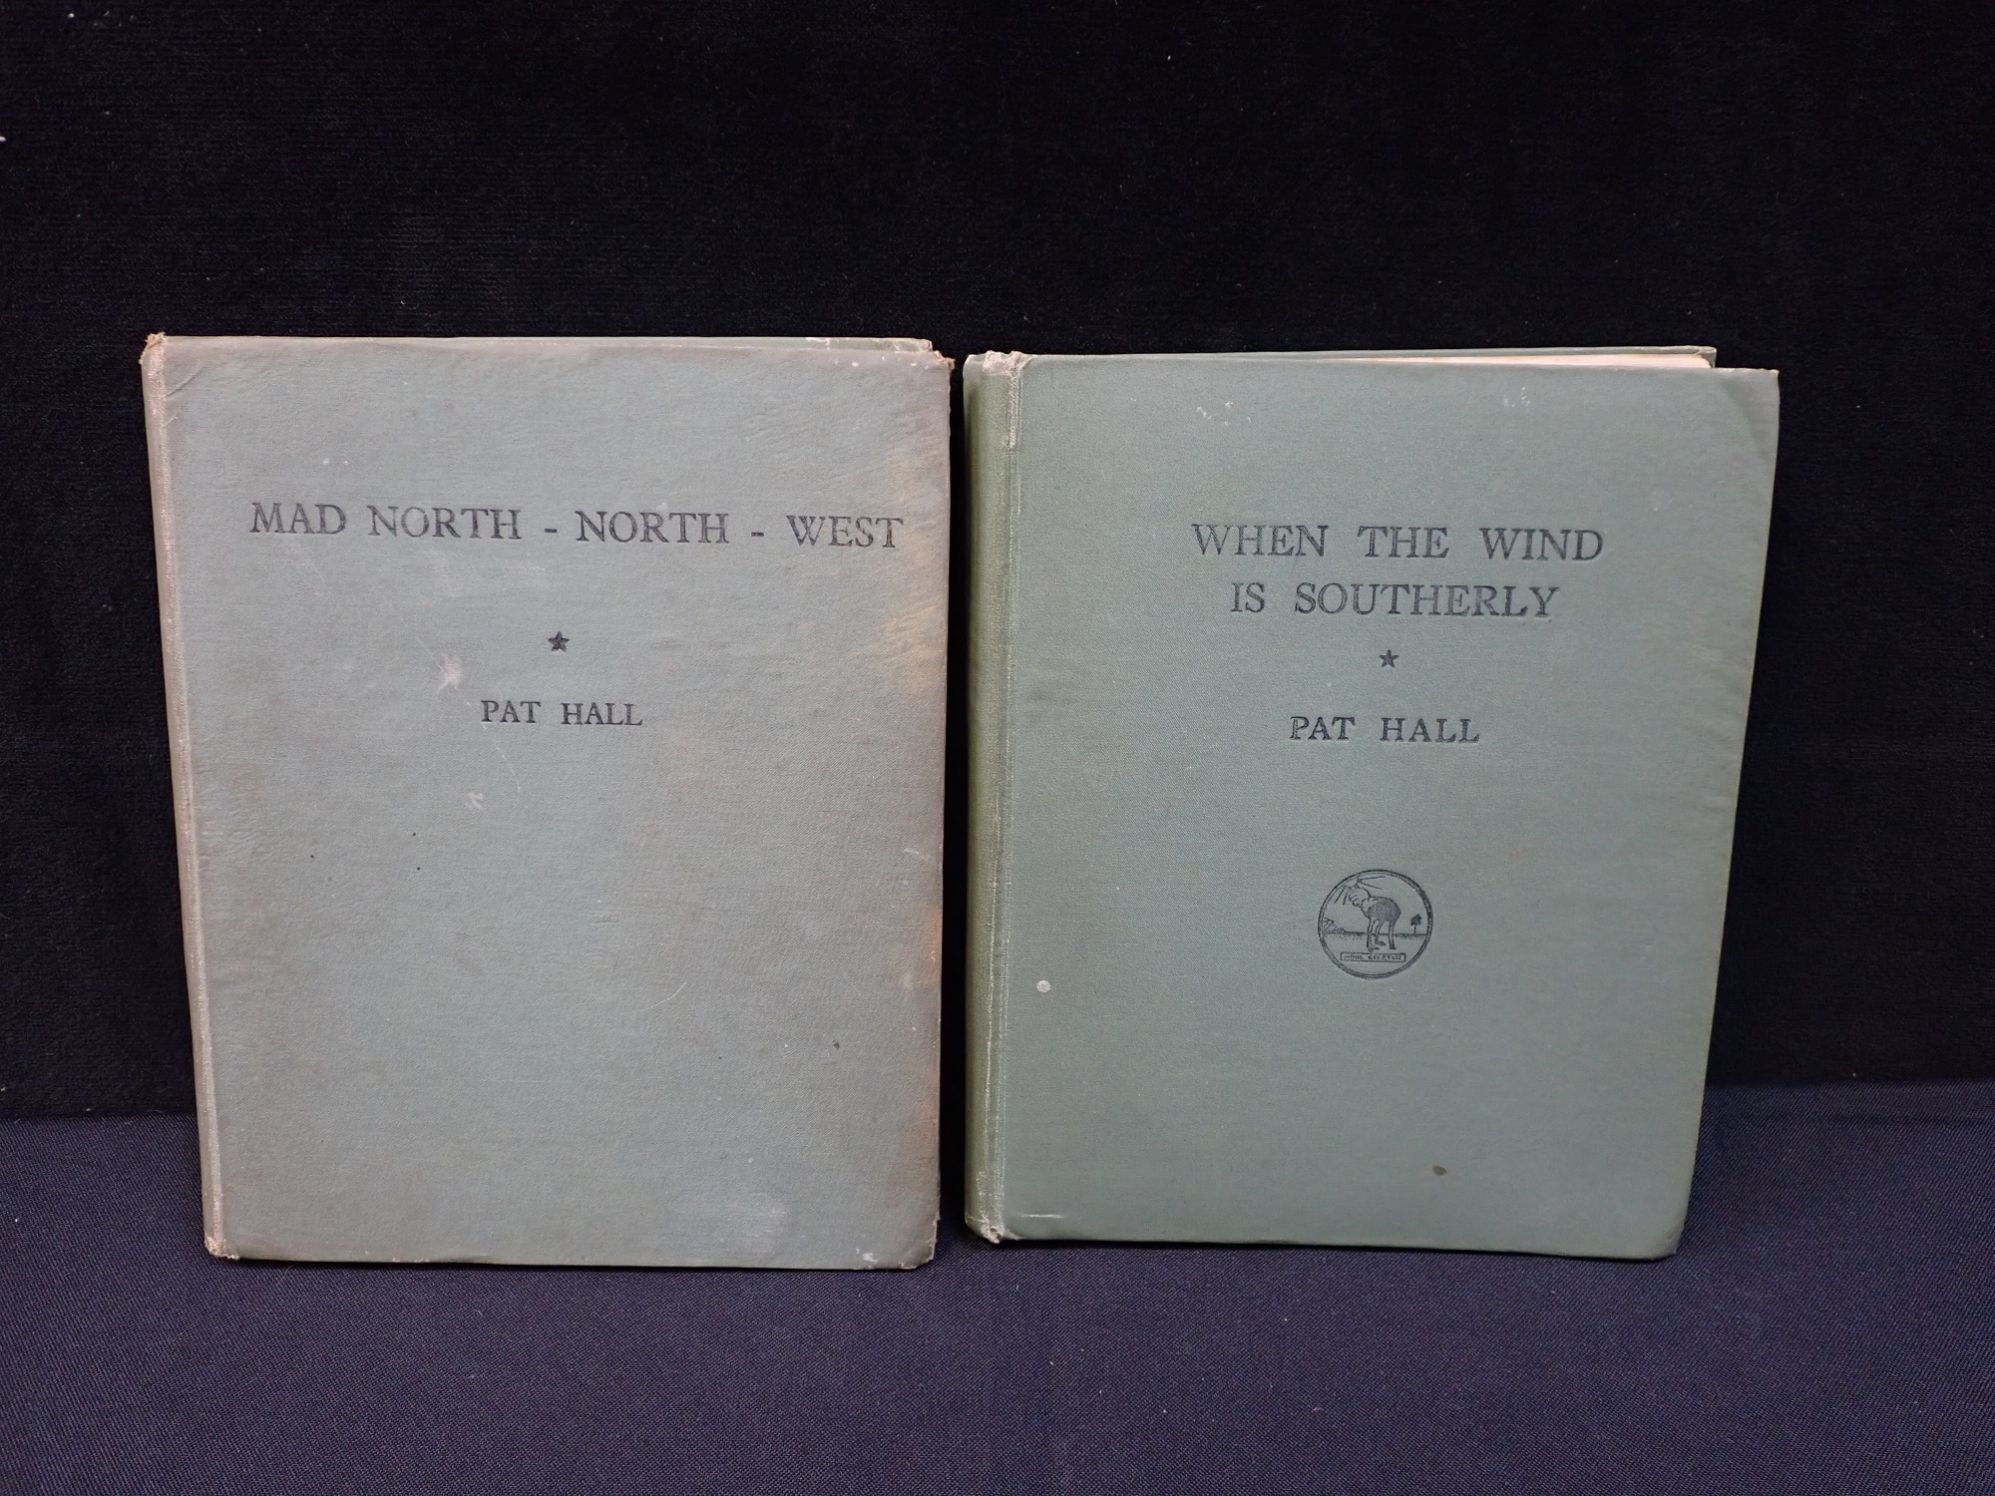 MAD NORTH - NORTH - WEST
PAT HALL
WHEN THE WIND
IS SOUTHERLY
PAT HALL